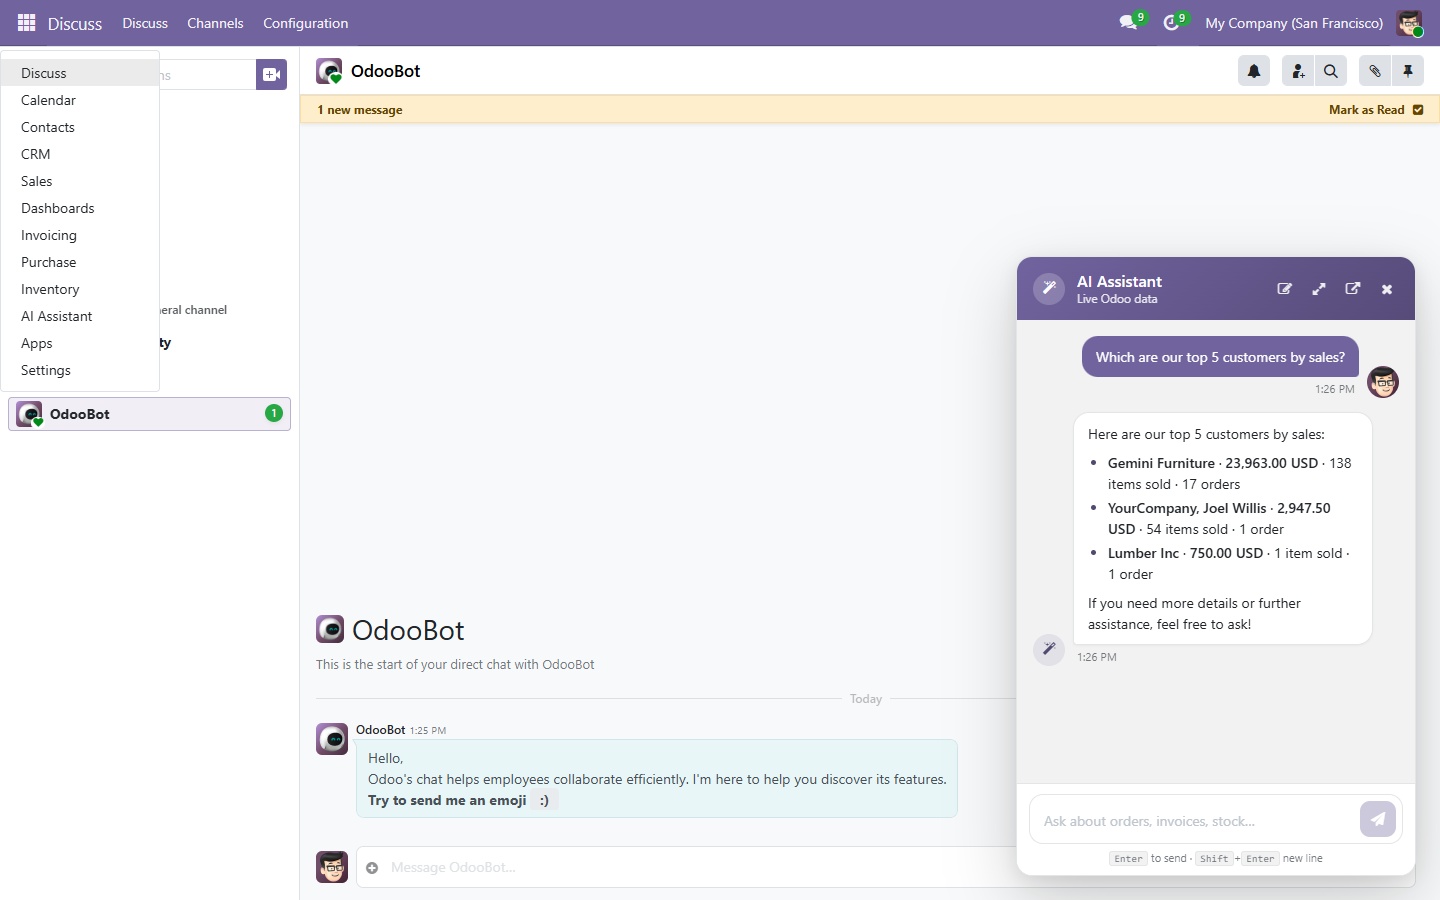 Discuss
Discuss
Channels
Configuration
9
9
My Company (San Francisco)
Discuss
Calendar
Contacts
CRM
Sales
Dashboards
Invoicing
Purchase
Inventory
AI Assistant
Apps
Settings
OdooBot
1
OdooBot
1 new message
Mark as Read
OdooBot
This is the start of your direct chat with OdooBot
Today
OdooBot 1:25 PM
Hello,
Odoo's chat helps employees collaborate efficiently. I'm here to help you discover its features.
Try to send me an emoji :)
Message OdooBot...
AI Assistant
Live Odoo data
Which are our top 5 customers by sales?
1:26 PM
Here are our top 5 customers by sales:
• Gemini Furniture · 23,963.00 USD · 138
items sold · 17 orders
• YourCompany, Joel Willis · 2,947.50
USD · 54 items sold · 1 order
• Lumber Inc · 750.00 USD · 1 item sold ·
1 order
If you need more details or further
assistance, feel free to ask!
1:26 PM
Ask about orders, invoices, stock...
Enter to send · Shift + Enter new line